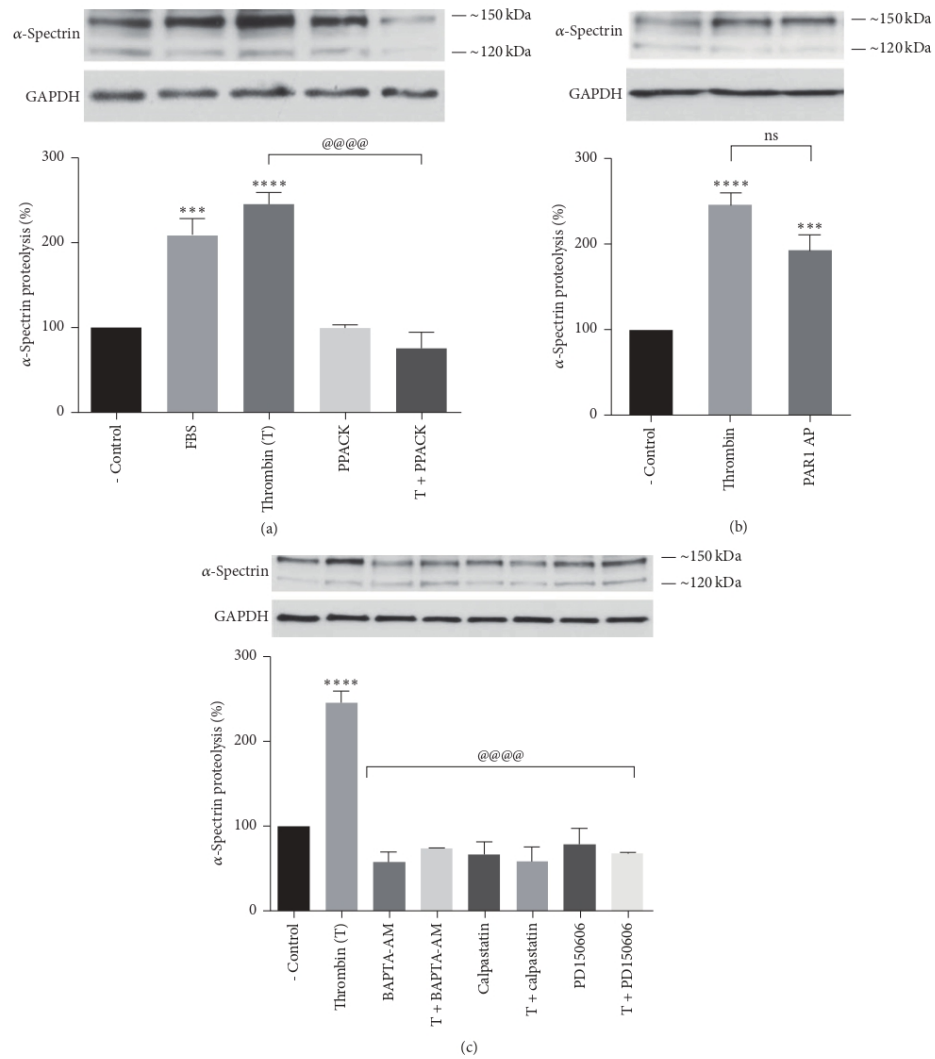 α-Spectrin
~150 kDa
~120 kDa
GAPDH
@@@@
300
200
100
0
α-Spectrin proteolysis (%)
***
****
- Control
FBS
Thrombin (T)
PPACK
T + PPACK
(a)
α-Spectrin
~150 kDa
~120 kDa
GAPDH
ns
300
200
100
0
α-Spectrin proteolysis (%)
****
***
- Control
Thrombin
PAR1 AP
(b)
α-Spectrin
~150 kDa
~120 kDa
GAPDH
300
200
100
0
α-Spectrin proteolysis (%)
****
@@@@
- Control
Thrombin (T)
BAPTA-AM
T + BAPTA-AM
Calpastatin
T + calpastatin
PD150606
T + PD150606
(c)